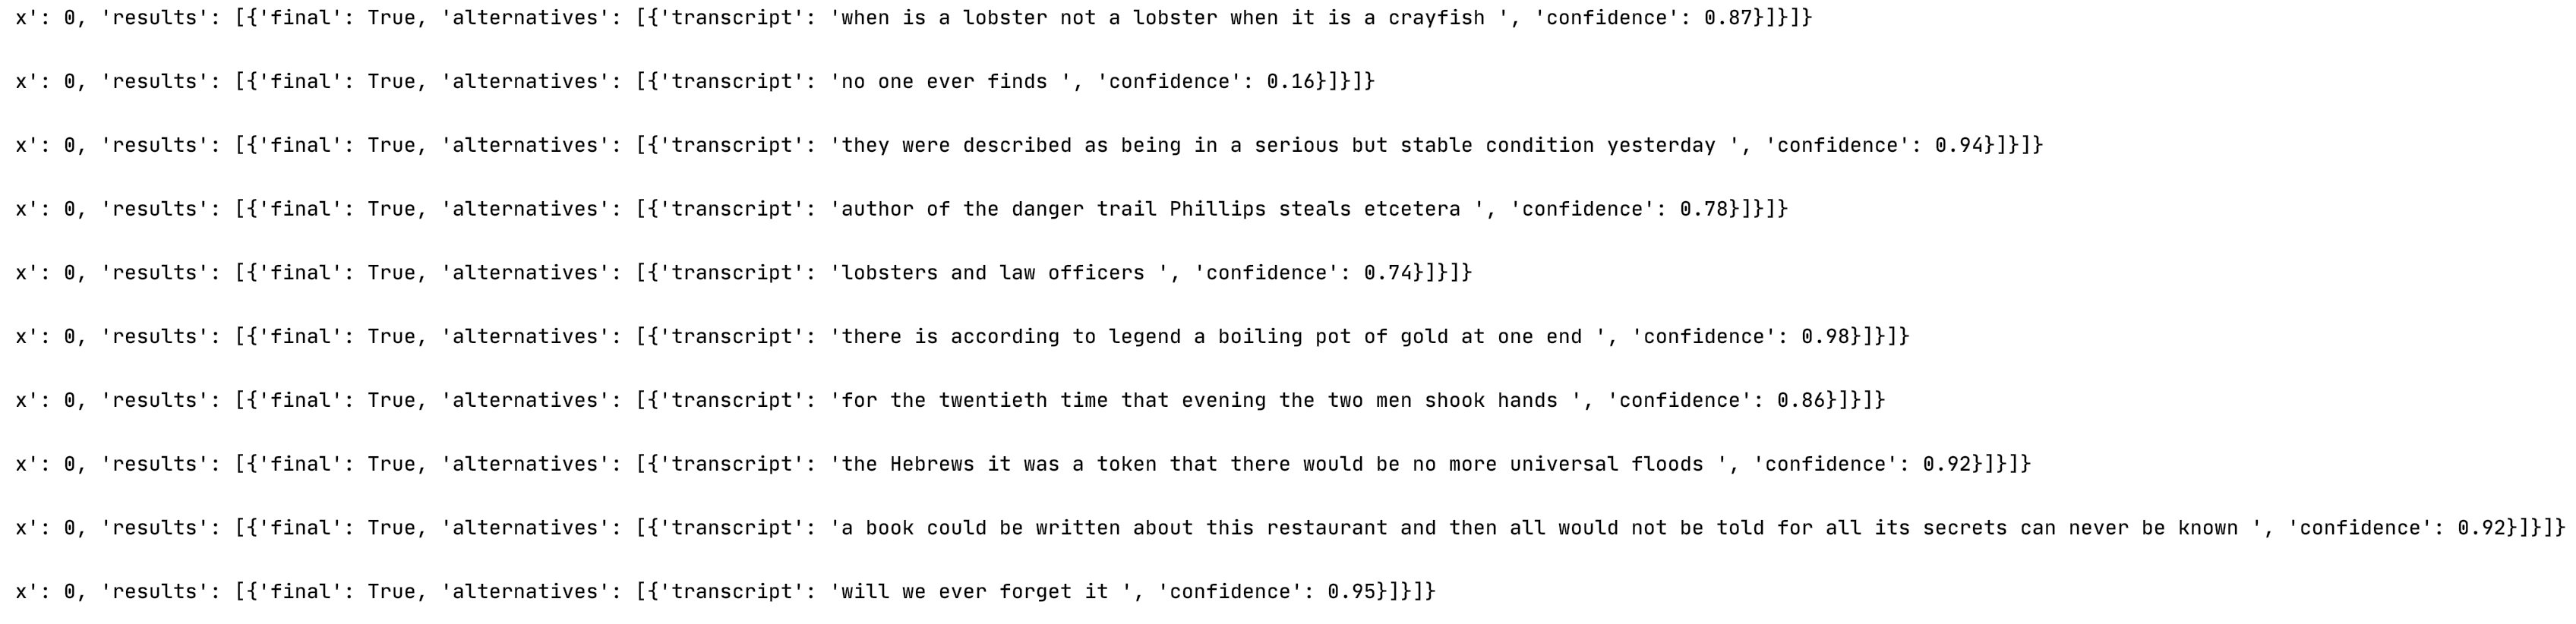 x': 0, 'results': [{'final': True, 'alternatives': [{'transcript': 'when is a lobster not a lobster when it is a crayfish ', 'confidence': 0.87}]}]}
x': 0, 'results': [{'final': True, 'alternatives': [{'transcript': 'no one ever finds ', 'confidence': 0.16}]}]}
x': 0, 'results': [{'final': True, 'alternatives': [{'transcript': 'they were described as being in a serious but stable condition yesterday ', 'confidence': 0.94}]}]}
x': 0, 'results': [{'final': True, 'alternatives': [{'transcript': 'author of the danger trail Phillips steals etcetera ', 'confidence': 0.78}]}]}
x': 0, 'results': [{'final': True, 'alternatives': [{'transcript': 'lobsters and law officers ', 'confidence': 0.74}]}]}
x': 0, 'results': [{'final': True, 'alternatives': [{'transcript': 'there is according to legend a boiling pot of gold at one end ', 'confidence': 0.98}]}]}
x': 0, 'results': [{'final': True, 'alternatives': [{'transcript': 'for the twentieth time that evening the two men shook hands ', 'confidence': 0.86}]}]}
x': 0, 'results': [{'final': True, 'alternatives': [{'transcript': 'the Hebrews it was a token that there would be no more universal floods ', 'confidence': 0.92}]}]}
x': 0, 'results': [{'final': True, 'alternatives': [{'transcript': 'a book could be written about this restaurant and then all would not be told for all its secrets can never be known ', 'confidence': 0.92}]}]}
x': 0, 'results': [{'final': True, 'alternatives': [{'transcript': 'will we ever forget it ', 'confidence': 0.95}]}]}